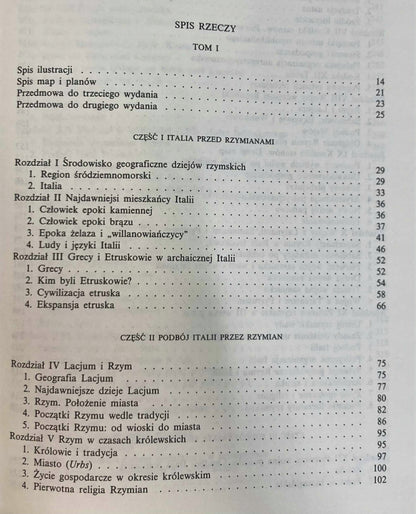 SPIS RZECZY
TOM I
Spis ilustracji . . . . . . . . . . 14
Spis map i planów . . . . . . . . . . 21
Przedmowa do trzeciego wydania . . . . . . . . . . 23
Przedmowa do drugiego wydania . . . . . . . . . . 25
CZĘŚĆ I ITALIA PRZED RZYMIANAMI
Rozdział I Środowisko geograficzne dziejów rzymskich . . . . . . . . . . 29
1. Region śródziemnomorski . . . . . . . . . . 29
2. Italia . . . . . . . . . . 33
Rozdział II Najdawniejsi mieszkańcy Italii . . . . . . . . . . 36
1. Człowiek epoki kamiennej . . . . . . . . . . 36
2. Człowiek epoki brązu . . . . . . . . . . 37
3. Epoka żelaza i „willanowiańczycy” . . . . . . . . . . 41
4. Ludy i języki Italii . . . . . . . . . . 46
Rozdział III Grecy i Etruskowie w archaicznej Italii . . . . . . . . . . 52
1. Grecy . . . . . . . . . . 52
2. Kim byli Etruskowie? . . . . . . . . . . 54
3. Cywilizacja etruska . . . . . . . . . . 58
4. Ekspansja etruska . . . . . . . . . . 66
CZĘŚĆ II PODBÓJ ITALII PRZEZ RZYMIAN
Rozdział IV Lacjum i Rzym . . . . . . . . . . 75
1. Geografia Lacjum . . . . . . . . . . 75
2. Najdawniejsze dzieje Lacjum . . . . . . . . . . 77
3. Rzym. Położenie miasta . . . . . . . . . . 80
4. Początki Rzymu wedle tradycji . . . . . . . . . . 82
5. Początki Rzymu: od wioski do miasta . . . . . . . . . . 86
Rozdział V Rzym w czasach królewskich . . . . . . . . . . 95
1. Królowie i tradycja . . . . . . . . . . 95
2. Miasto (Urbs) . . . . . . . . . . 97
3. Życie gospodarcze w okresie królewskim . . . . . . . . . . 100
4. Pierwotna religia Rzymian . . . . . . . . . . 102